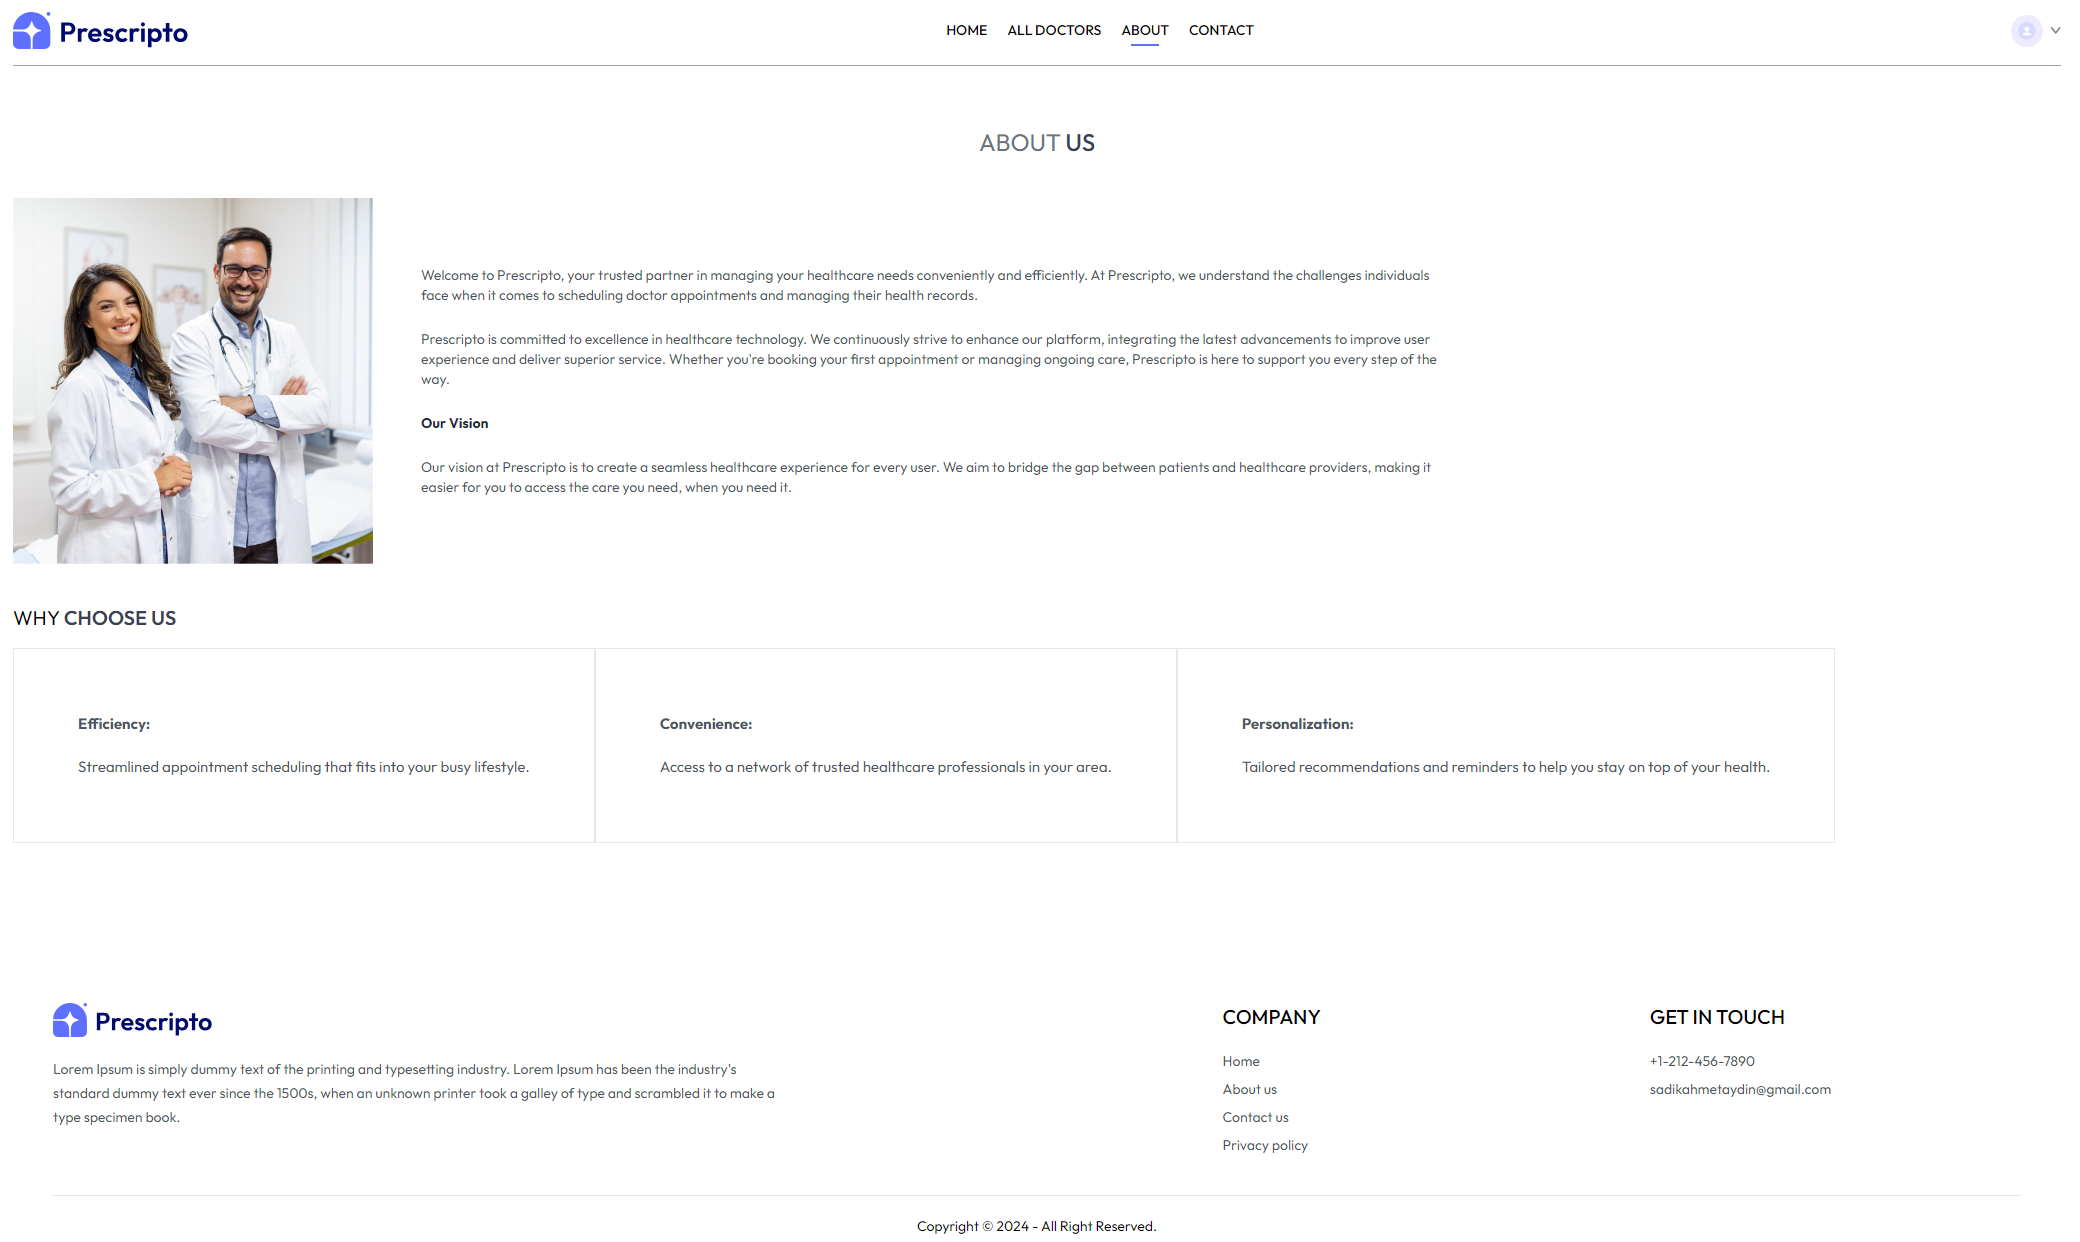 Prescripto
HOME ALL DOCTORS ABOUT CONTACT
ABOUT US
Welcome to Prescripto, your trusted partner in managing your healthcare needs conveniently and efficiently. At Prescripto, we understand the challenges individuals
face when it comes to scheduling doctor appointments and managing their health records.
Prescripto is committed to excellence in healthcare technology. We continuously strive to enhance our platform, integrating the latest advancements to improve user
experience and deliver superior service. Whether you're booking your first appointment or managing ongoing care, Prescripto is here to support you every step of the
way.
Our Vision
Our vision at Prescripto is to create a seamless healthcare experience for every user. We aim to bridge the gap between patients and healthcare providers, making it
easier for you to access the care you need, when you need it.
WHY CHOOSE US
Efficiency:
Streamlined appointment scheduling that fits into your busy lifestyle.
Convenience:
Access to a network of trusted healthcare professionals in your area.
Personalization:
Tailored recommendations and reminders to help you stay on top of your health.
Prescripto
Lorem Ipsum is simply dummy text of the printing and typesetting industry. Lorem Ipsum has been the industry's
standard dummy text ever since the 1500s, when an unknown printer took a galley of type and scrambled it to make a
type specimen book.
COMPANY
Home
About us
Contact us
Privacy policy
GET IN TOUCH
+1-212-456-7890
sadikahmetaydin@gmail.com
Copyright © 2024 - All Right Reserved.